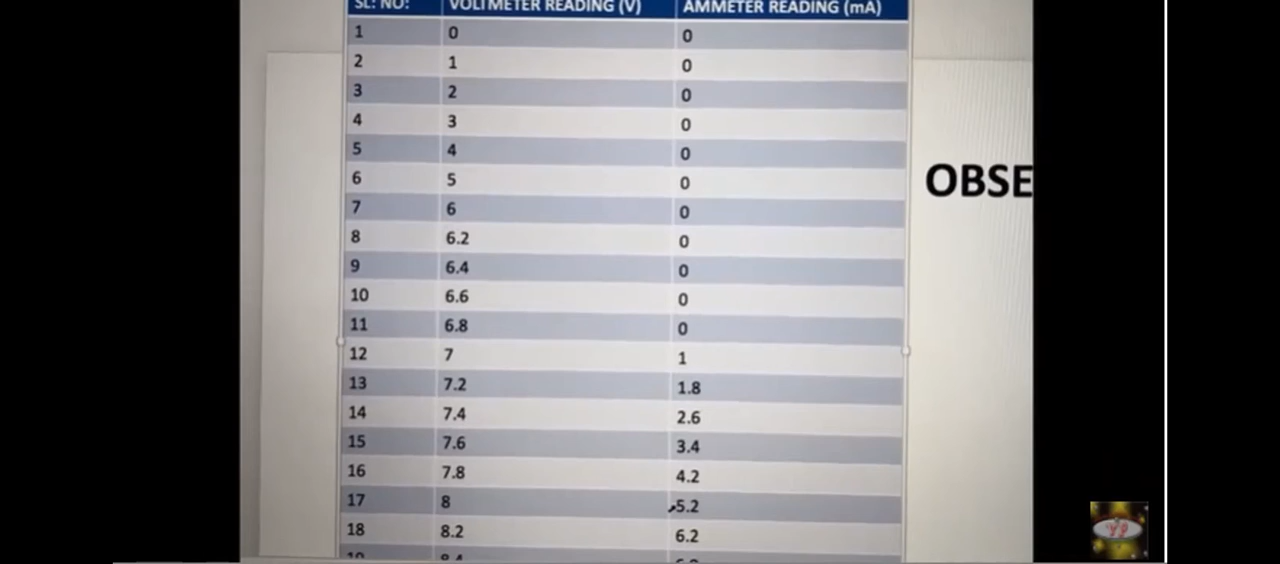 SL: NO: VOLTMETER READING (V) AMMETER READING (mA)
1 0 0
2 1 0
3 2 0
4 3 0
5 4 0
6 5 0
7 6 0
8 6.2 0
9 6.4 0
10 6.6 0
11 6.8 0
12 7 1
13 7.2 1.8
14 7.4 2.6
15 7.6 3.4
16 7.8 4.2
17 8 5.2
18 8.2 6.2
19 8.4
OBSE